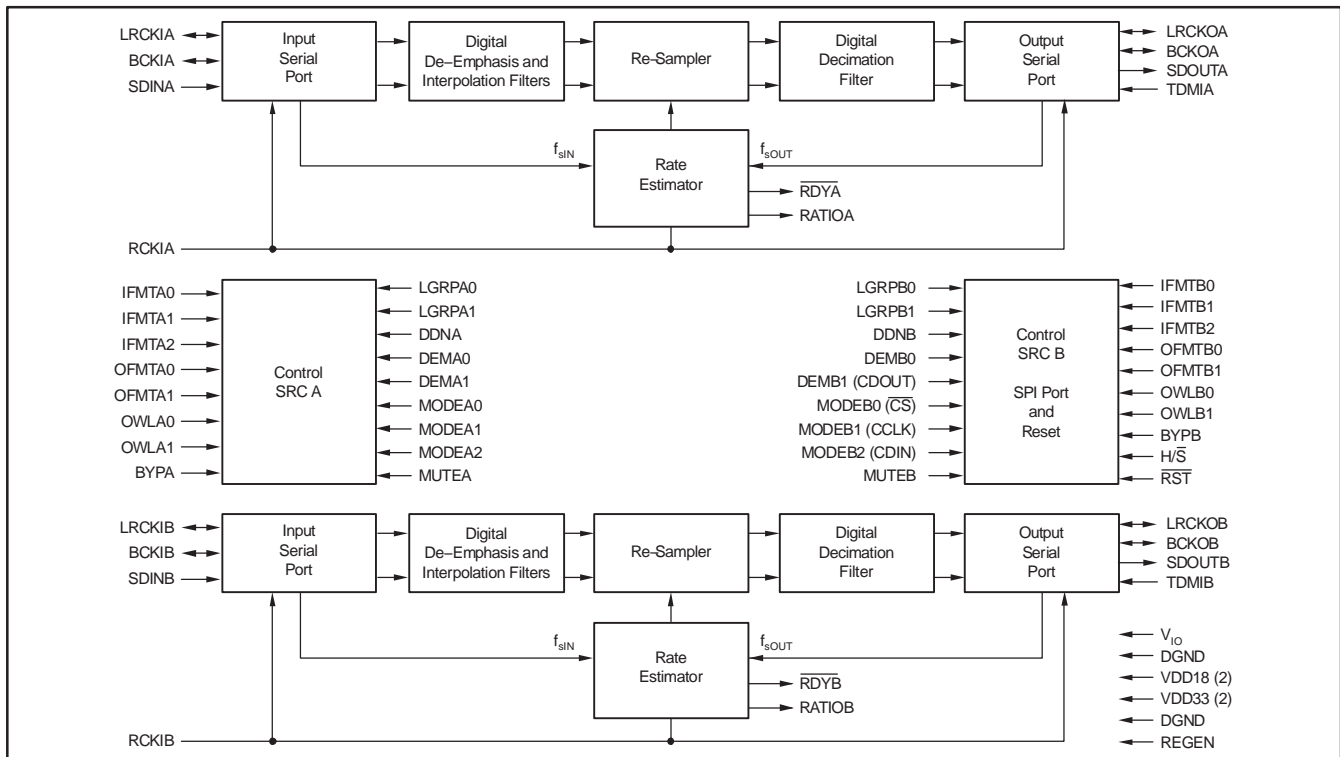 LRCKIA
BCKIA
SDINA
Input
Serial
Port
Digital
De–Emphasis and
Interpolation Filters
Re–Sampler
Digital
Decimation
Filter
Output
Serial
Port
LRCKOA
BCKOA
SDOUTA
TDMIA
fsIN
Rate
Estimator
fsOUT
RDYA
RATIOA
RCKIA
IFMTA0
IFMTA1
IFMTA2
OFMTA0
OFMTA1
OWLA0
OWLA1
BYPA
Control
SRC A
LGRPA0
LGRPA1
DDNA
DEMA0
DEMA1
MODEA0
MODEA1
MODEA2
MUTEA
LGRPB0
LGRPB1
DDNB
DEMB0
DEMB1 (CDOUT)
MODEB0 (CS)
MODEB1 (CCLK)
MODEB2 (CDIN)
MUTEB
Control
SRC B
SPI Port
and
Reset
IFMTB0
IFMTB1
IFMTB2
OFMTB0
OFMTB1
OWLB0
OWLB1
BYPB
H/S
RST
LRCKIB
BCKIB
SDINB
Input
Serial
Port
Digital
De–Emphasis and
Interpolation Filters
Re–Sampler
Digital
Decimation
Filter
Output
Serial
Port
LRCKOB
BCKOB
SDOUTB
TDMIB
fsIN
Rate
Estimator
fsOUT
RDYB
RATIOB
RCKIB
VIO
DGND
VDD18 (2)
VDD33 (2)
DGND
REGEN